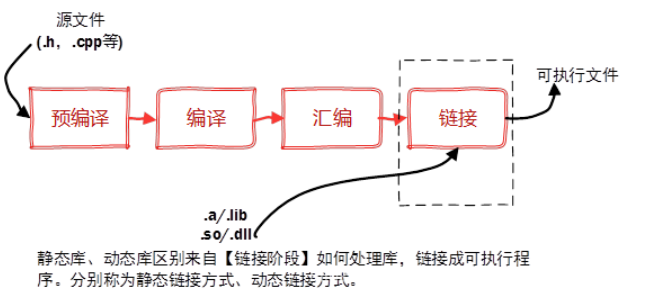 源文件
(.h，.cpp等)
可执行文件
预编译
编译
汇编
链接
.a/.lib
.so/.dll
静态库、动态库区别来自【链接阶段】如何处理库，链接成可执行程
序。分别称为静态链接方式、动态链接方式。